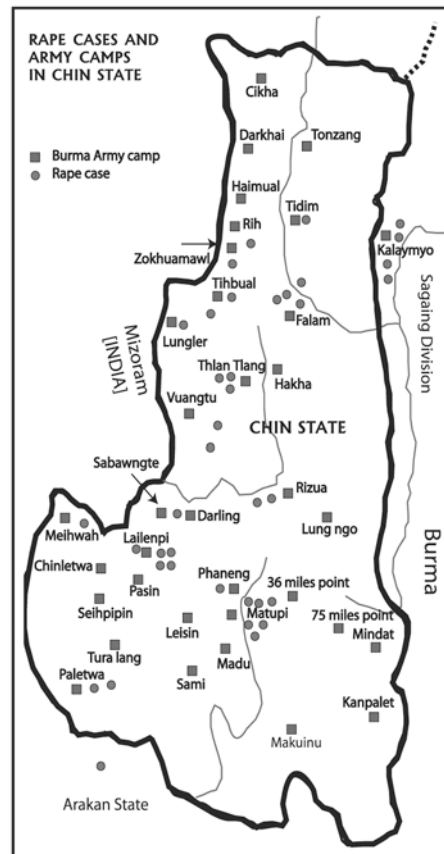 RAPE CASES AND
ARMY CAMPS
IN CHIN STATE
Burma Army camp
Rape case
Cikha
Darkhai
Tonzang
Haimual
Rih
Tidim
Zokhuamawl
Kalaymyo
Tihbual
Falam
Lungler
Mizoram
[INDIA]
Sagaing Division
Thlan Tlang
Hakha
Vuangtu
CHIN STATE
Sabawngte
Rizua
Darling
Lung ngo
Meihwah
Lailenpi
Burma
Chinletwa
Pasin
Phaneng
36 miles point
Seihpipin
Leisin
Matupi
75 miles point
Mindat
Tura lang
Madu
Paletwa
Sami
Kanpalet
Makuinu
Arakan State